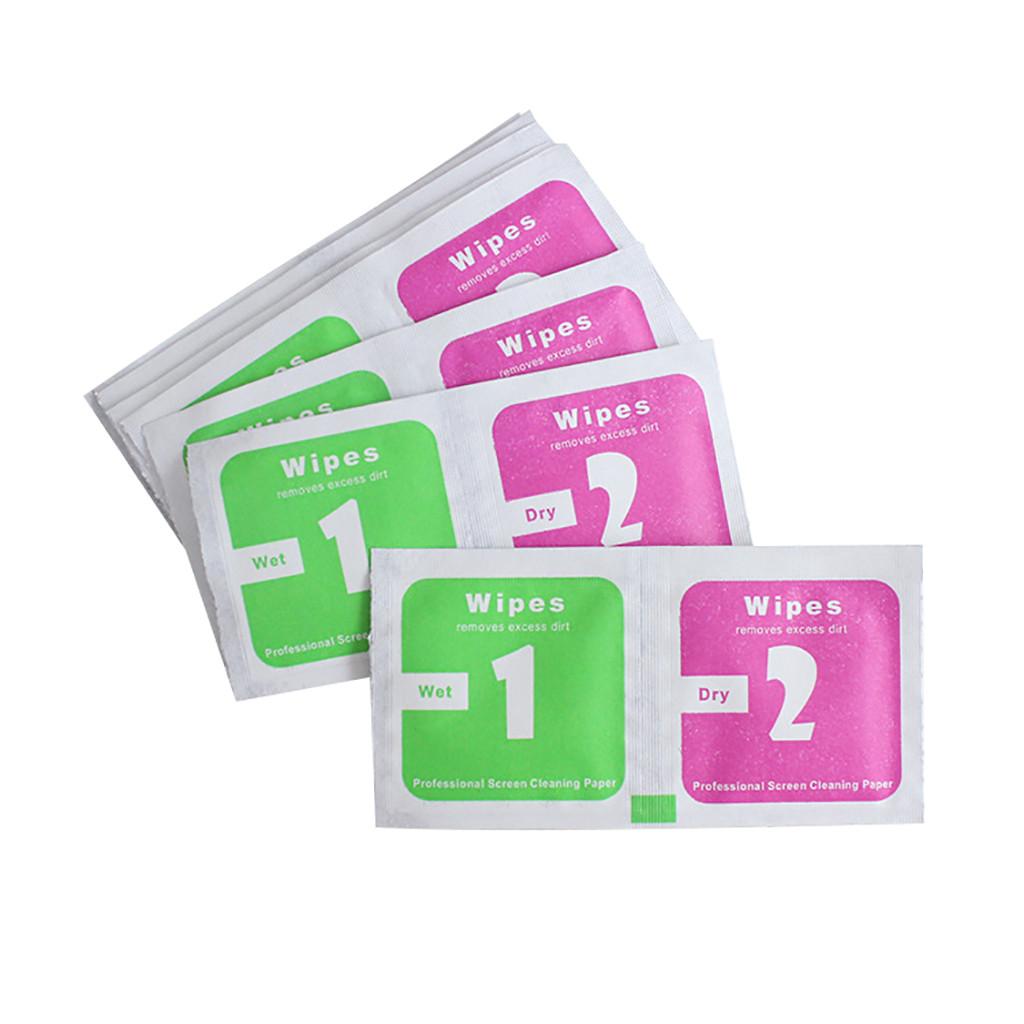 Wipes
removes excess dirt
Wipes
removes excess dirt
Wipes
removes excess dirt
2
Dry
Wipes
removes excess dirt
1
Wet
Professional
Wipes
removes excess dirt
1
Wet
Professional Screen Cleaning Paper
Wipes
removes excess dirt
2
Dry
Professional Screen Cleaning Paper